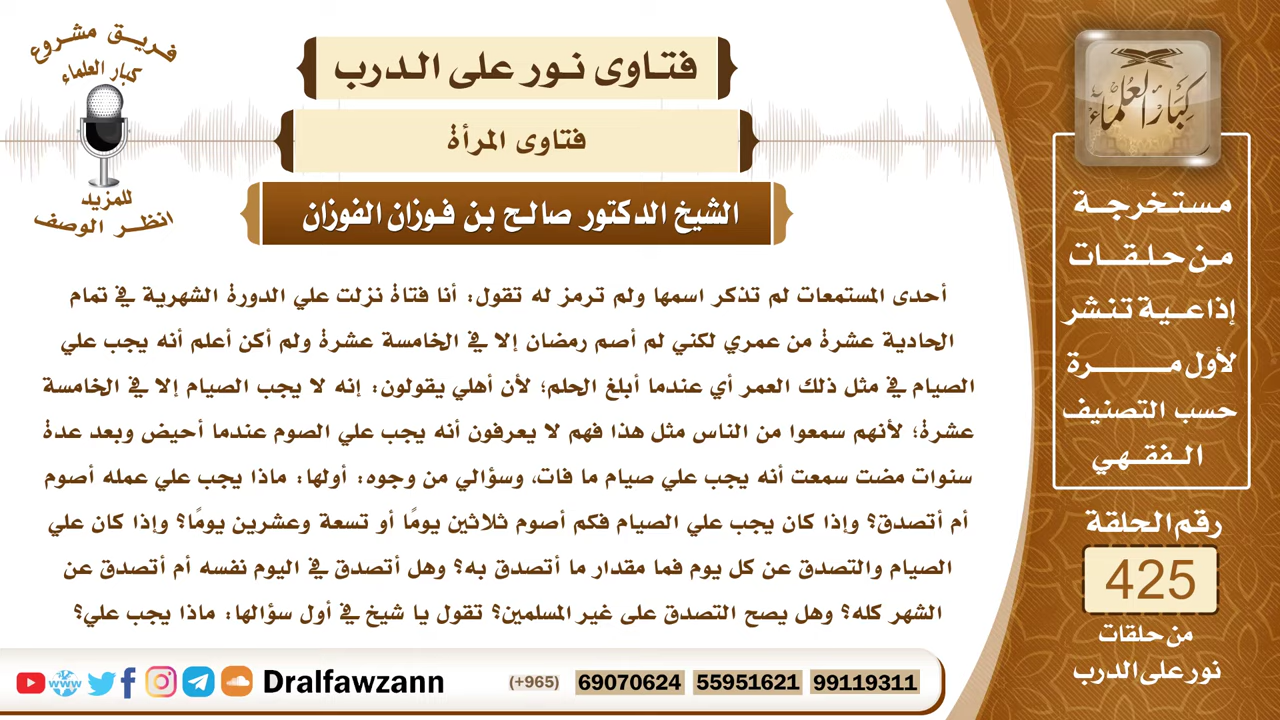 فريق مشروع
كبار العلماء
للمزيد
انظر الوصف
فتاوى نور على الدرب
فتاوى المرأة
الشيخ الدكتور صالح بن فوزان الفوزان
أحدى المستمعات لم تذكر اسمها ولم ترمز له تقول: أنا فتاة نزلت علي الدورة الشهرية في تمام
الحادية عشرة من عمري لكني لم أصم رمضان إلا في الخامسة عشرة ولم أكن أعلم أنه يجب علي
الصيام في مثل ذلك العمر أي عندما أبلغ الحلم؛ لأن أهلي يقولون: إنه لا يجب الصيام إلا في الخامسة
عشرة؛ لأنهم سمعوا من الناس مثل هذا فهم لا يعرفون أنه يجب علي الصوم عندما أحيض وبعد عدة
سنوات مضت سمعت أنه يجب علي صيام ما فات، وسؤالي من وجوه: أولها: ماذا يجب علي عمله أصوم
أم أتصدق؟ وإذا كان يجب علي الصيام فكم أصوم ثلاثين يومًا أو تسعة وعشرين يومًا؟ وإذا كان علي
الصيام والتصدق عن كل يوم فما مقدار ما أتصدق به؟ وهل أتصدق في اليوم نفسه أم أتصدق عن
الشهر كله؟ وهل يصح التصدق على غير المسلمين؟ تقول يا شيخ في أول سؤالها: ماذا يجب علي؟
كبار العلماء
مستخرجة
من حلقات
إذاعية تنشر
لأول مرة
حسب التصنيف
الفقهي
رقم الحلقة
425
من حلقات
نور على الدرب
www
Dralfawzann
(+965) 69070624 55951621 99119311